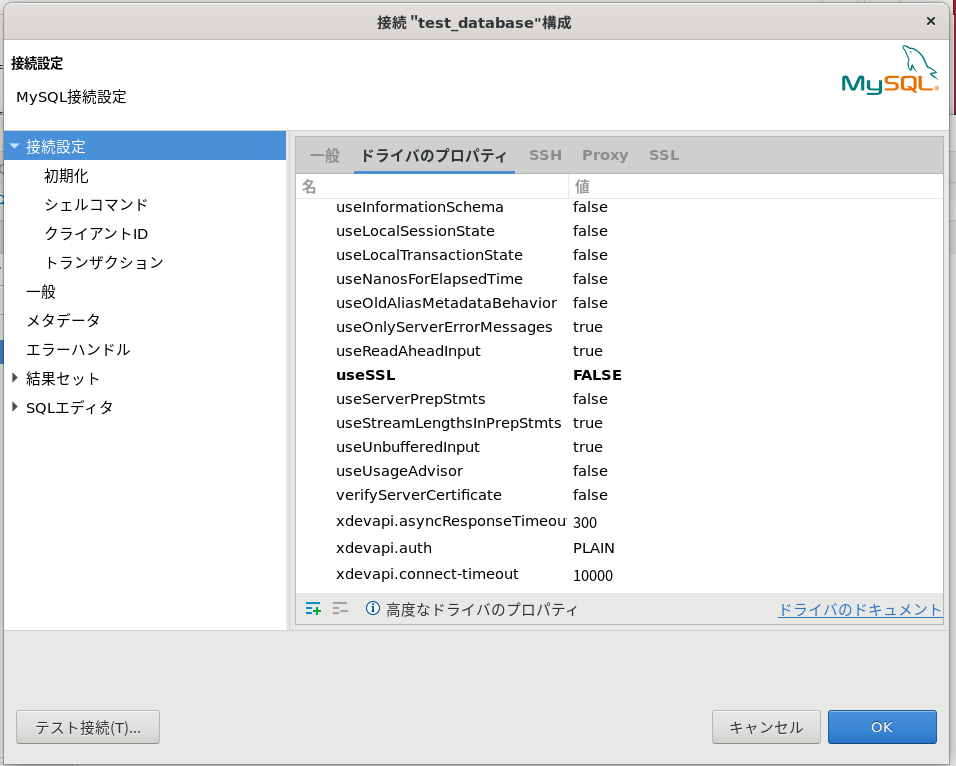 接続 "test_database"構成
×
接続設定
MySQL接続設定
MySQL®
接続設定
初期化
シェルコマンド
クライアントID
トランザクション
一般
メタデータ
エラーハンドル
結果セット
SQLエディタ
一般 ドライバのプロパティ SSH Proxy SSL
名 値
useInformationSchema false
useLocalSessionState false
useLocalTransactionState false
useNanosForElapsedTime false
useOldAliasMetadataBehavior false
useOnlyServerErrorMessages true
useReadAheadInput true
useSSL FALSE
useServerPrepStmts false
useStreamLengthsInPrepStmts true
useUnbufferedInput true
useUsageAdvisor false
verifyServerCertificate false
xdevapi.asyncResponseTimeou 300
xdevapi.auth PLAIN
xdevapi.connect-timeout 10000
高度なドライバのプロパティ ドライバのドキュメント
テスト接続(T)... キャンセル OK